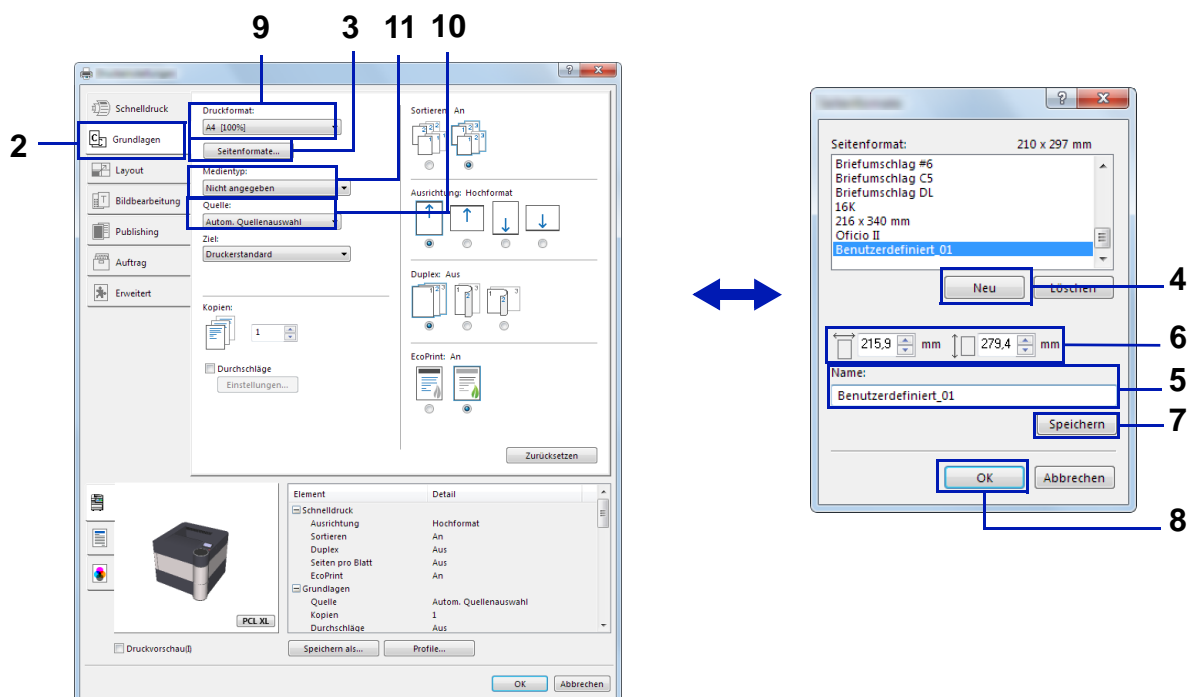 9 3 11 10
Schnelldruck
Grundlagen
Layout
Bildbearbeitung
Publishing
Auftrag
Erweitert
2
Druckformat:
A4 [100%]
Seitenformate...
Medientyp:
Nicht angegeben
Quelle:
Autom. Quellenauswahl
Ziel:
Druckerstandard
Kopien:
1
Durchschläge
Einstellungen...
Sortieren: An
Ausrichtung: Hochformat
Duplex: Aus
EcoPrint: An
Zurücksetzen
PCL XL
Druckvorschau(I)
Element Detail
Schnelldruck
Ausrichtung Hochformat
Sortieren An
Duplex Aus
Seiten pro Blatt Aus
EcoPrint An
Grundlagen
Quelle Autom. Quellenauswahl
Kopien 1
Durchschläge Aus
Speichern als... Profile...
OK Abbrechen
Seitenformat: 210 x 297 mm
Briefumschlag #6
Briefumschlag C5
Briefumschlag DL
16K
216 x 340 mm
Oficio II
Benutzerdefiniert_01
Neu Löschen 4
215,9 mm 279,4 mm 6
Name:
Benutzerdefiniert_01 5
Speichern 7
OK Abbrechen
8